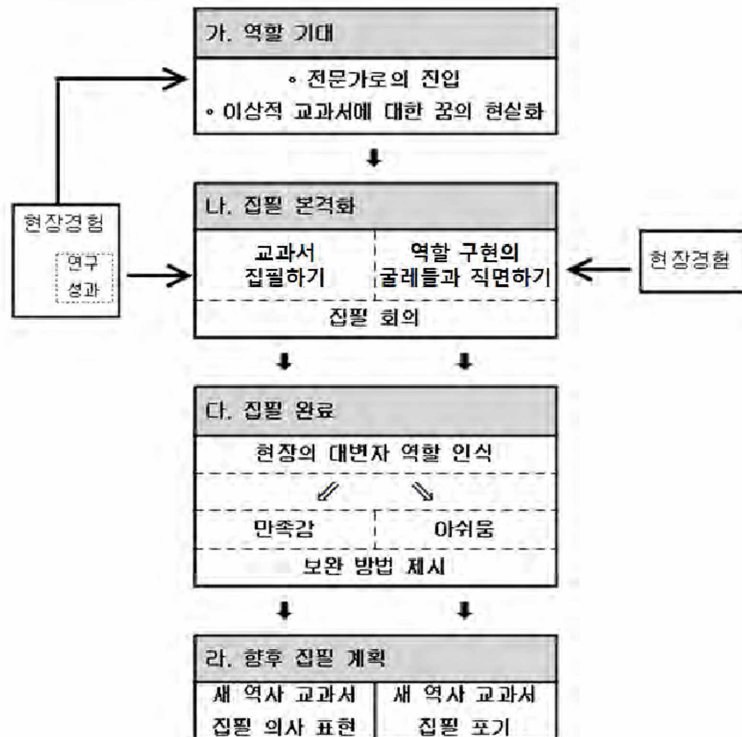 가. 역할 기대
∘ 전문가로의 진입
∘ 이상적 교과서에 대한 꿈의 현실화
나. 집필 본격화
현장경험
연구
성과
교과서
집필하기
역할 구현의
굴레들과 직면하기
현장경험
집필 회의
다. 집필 완료
현장의 대변자 역할 인식
만족감
아쉬움
보완 방법 제시
라. 향후 집필 계획
새 역사 교과서
집필 의사 표현
새 역사 교과서
집필 포기